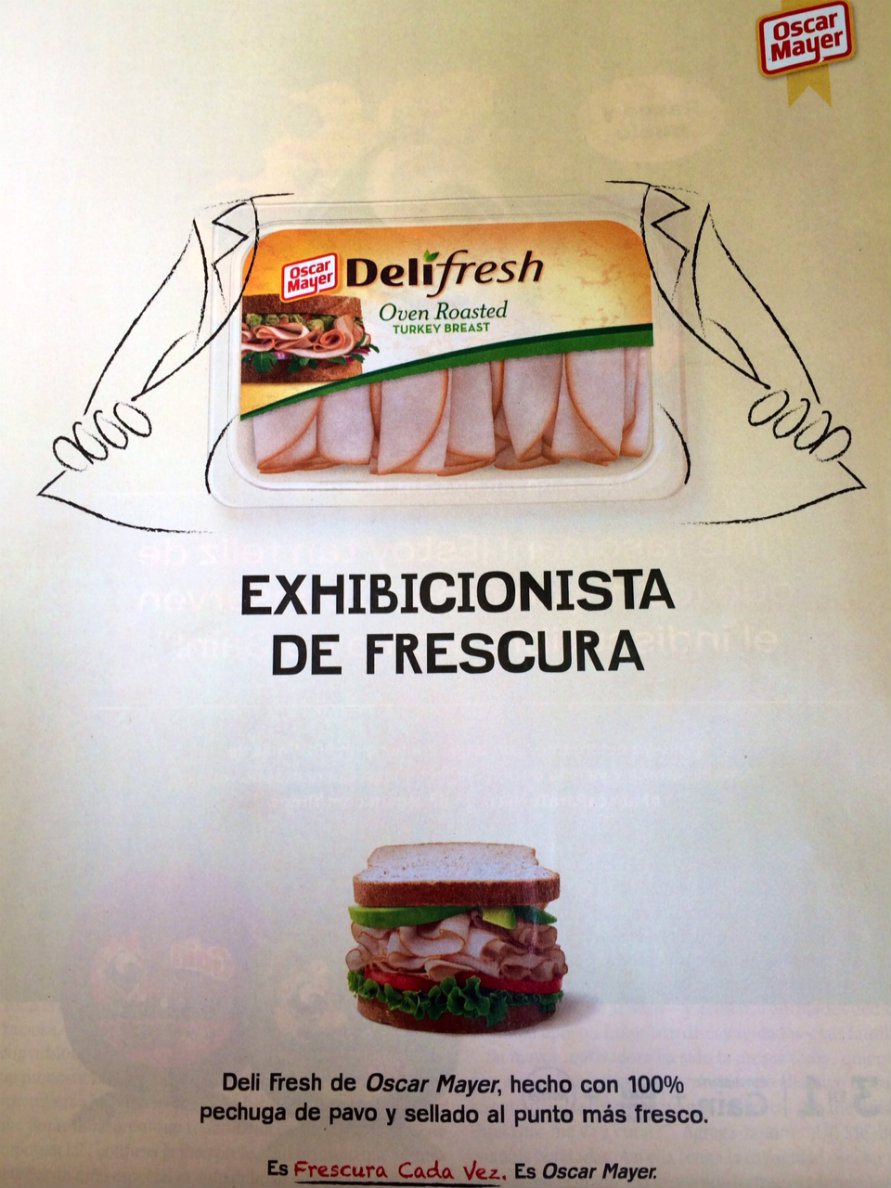 Oscar
Mayer
Oscar
Mayer
Delifresh
Oven Roasted
TURKEY BREAST
EXHIBICIONISTA
DE FRESCURA
Deli Fresh de Oscar Mayer, hecho con 100%
pechuga de pavo y sellado al punto más fresco.
Es Frescura Cada Vez. Es Oscar Mayer.